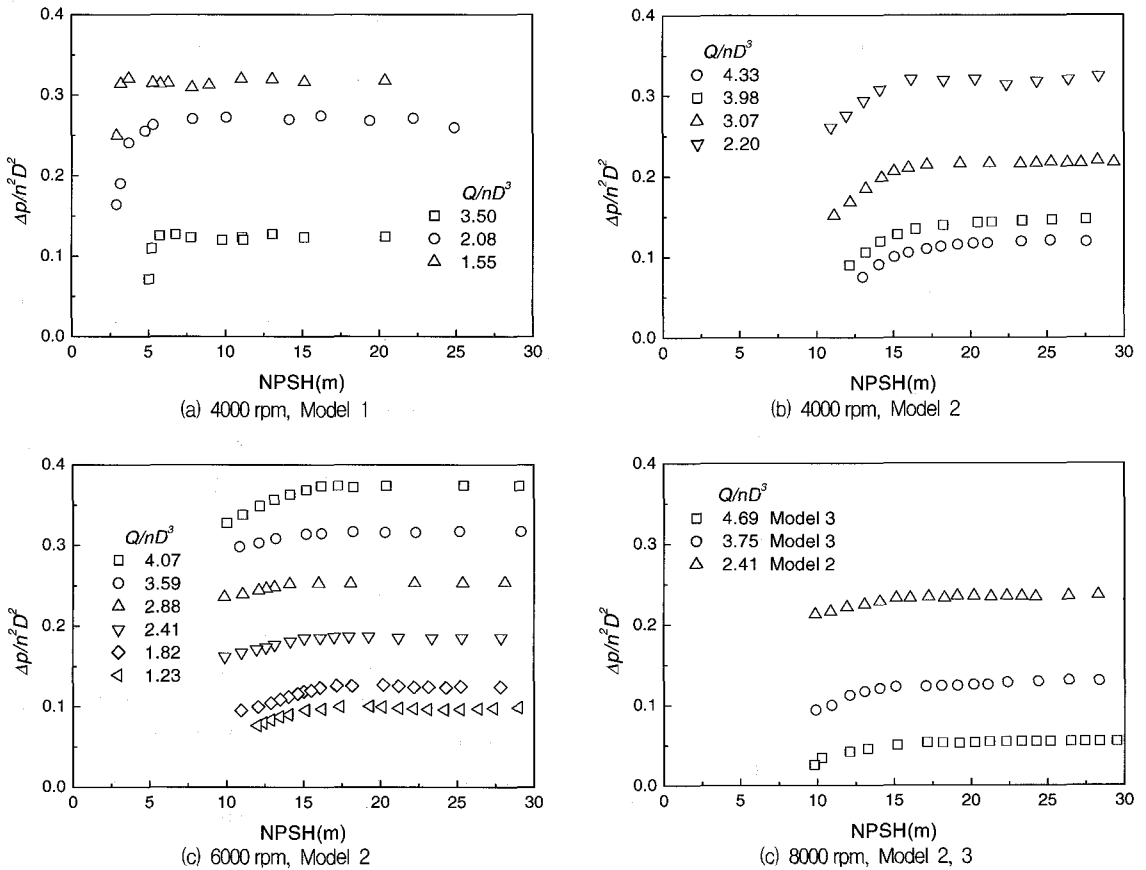 0.4
0.3
0.2
0.1
0.0
Δp/n²D²
Q/nD³
3.50
2.08
1.55
0 5 10 15 20 25 30
NPSH(m)
(a) 4000 rpm, Model 1
0.4
0.3
0.2
0.1
0.0
Δp/n²D²
Q/nD³
4.33
3.98
3.07
2.20
0 5 10 15 20 25 30
NPSH(m)
(b) 4000 rpm, Model 2
0.4
0.3
0.2
0.1
0.0
Δp/n²D²
Q/nD³
4.07
3.59
2.88
2.41
1.82
1.23
0 5 10 15 20 25 30
NPSH(m)
(c) 6000 rpm, Model 2
0.4
0.3
0.2
0.1
0.0
Δp/n²D²
Q/nD³
4.69 Model 3
3.75 Model 3
2.41 Model 2
0 5 10 15 20 25 30
NPSH(m)
(c) 8000 rpm, Model 2, 3